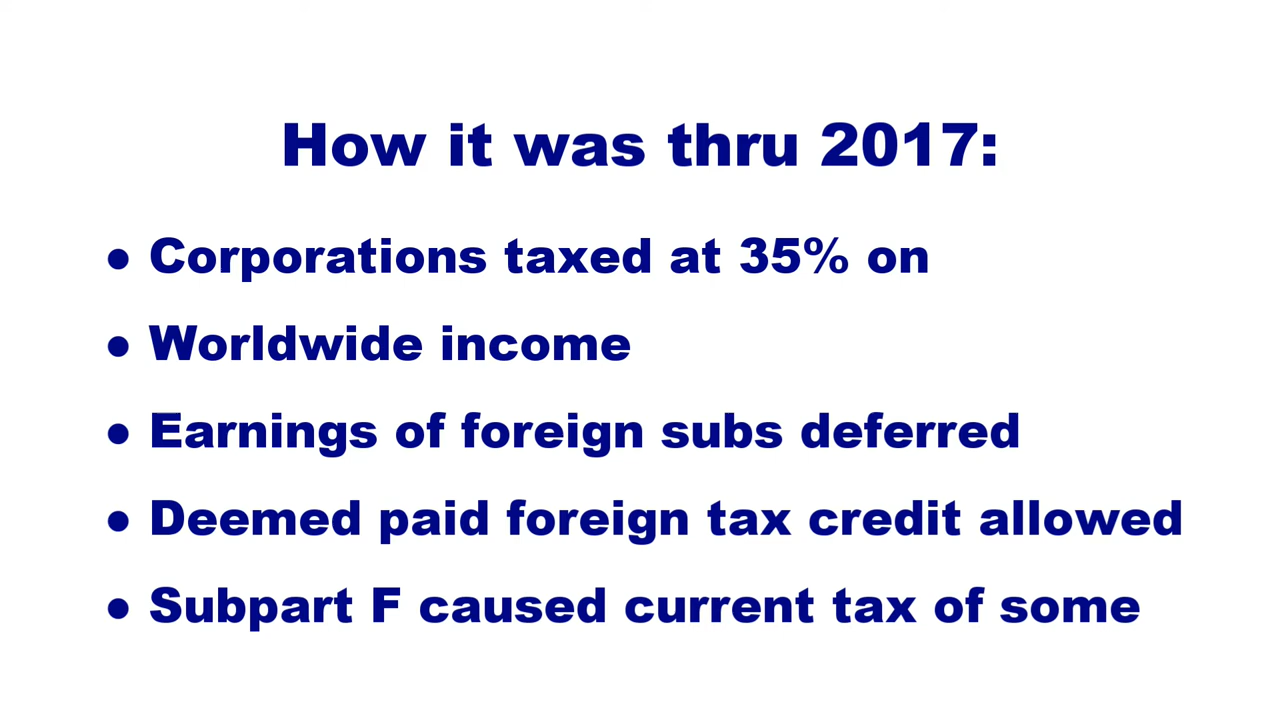 How it was thru 2017:
● Corporations taxed at 35% on
● Worldwide income
● Earnings of foreign subs deferred
● Deemed paid foreign tax credit allowed
● Subpart F caused current tax of some